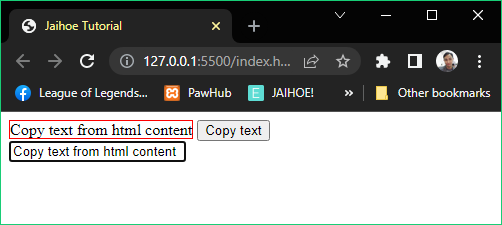 Jaihoe Tutorial
127.0.0.1:5500/index.h...
League of Legends... PawHub JAIHOE! » Other bookmarks
Copy text from html content Copy text
Copy text from html content